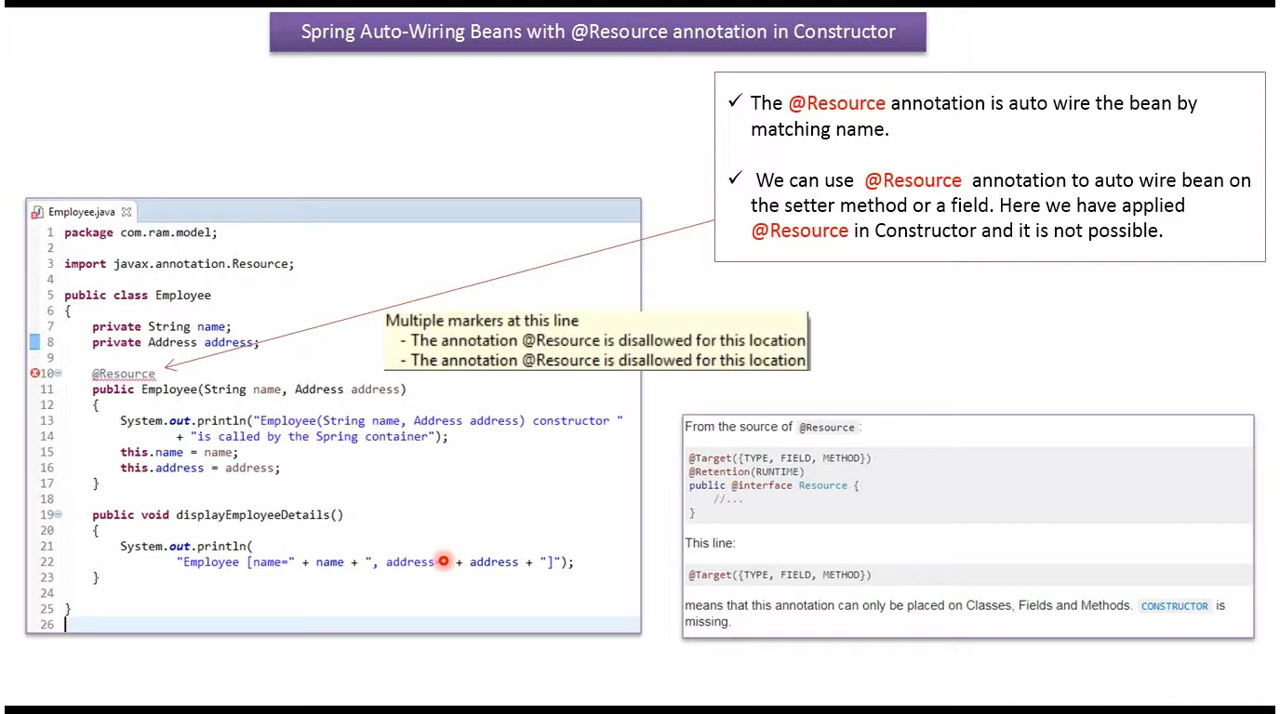 Spring Auto-Wiring Beans with @Resource annotation in Constructor
✓ The @Resource annotation is auto wire the bean by
matching name.
✓ We can use @Resource annotation to auto wire bean on
the setter method or a field. Here we have applied
@Resource in Constructor and it is not possible.
Employee.java
1 package com.ram.model;
2
3 import javax.annotation.Resource;
4
5 public class Employee
6 {
7 private String name;
8 private Address address;
9
10 @Resource
11 public Employee(String name, Address address)
12 {
13 System.out.println("Employee(String name, Address address) constructor "
14 + "is called by the Spring container");
15 this.name = name;
16 this.address = address;
17 }
18
19 public void displayEmployeeDetails()
20 {
21 System.out.println(
22 "Employee [name=" + name + ", address + address + "]");
23 }
24
25 }
26
Multiple markers at this line
- The annotation @Resource is disallowed for this location
- The annotation @Resource is disallowed for this location
From the source of @Resource:
@Target({TYPE, FIELD, METHOD})
@Retention(RUNTIME)
public @interface Resource {
//...
}
This line:
@Target({TYPE, FIELD, METHOD})
means that this annotation can only be placed on Classes, Fields and Methods. CONSTRUCTOR is
missing.